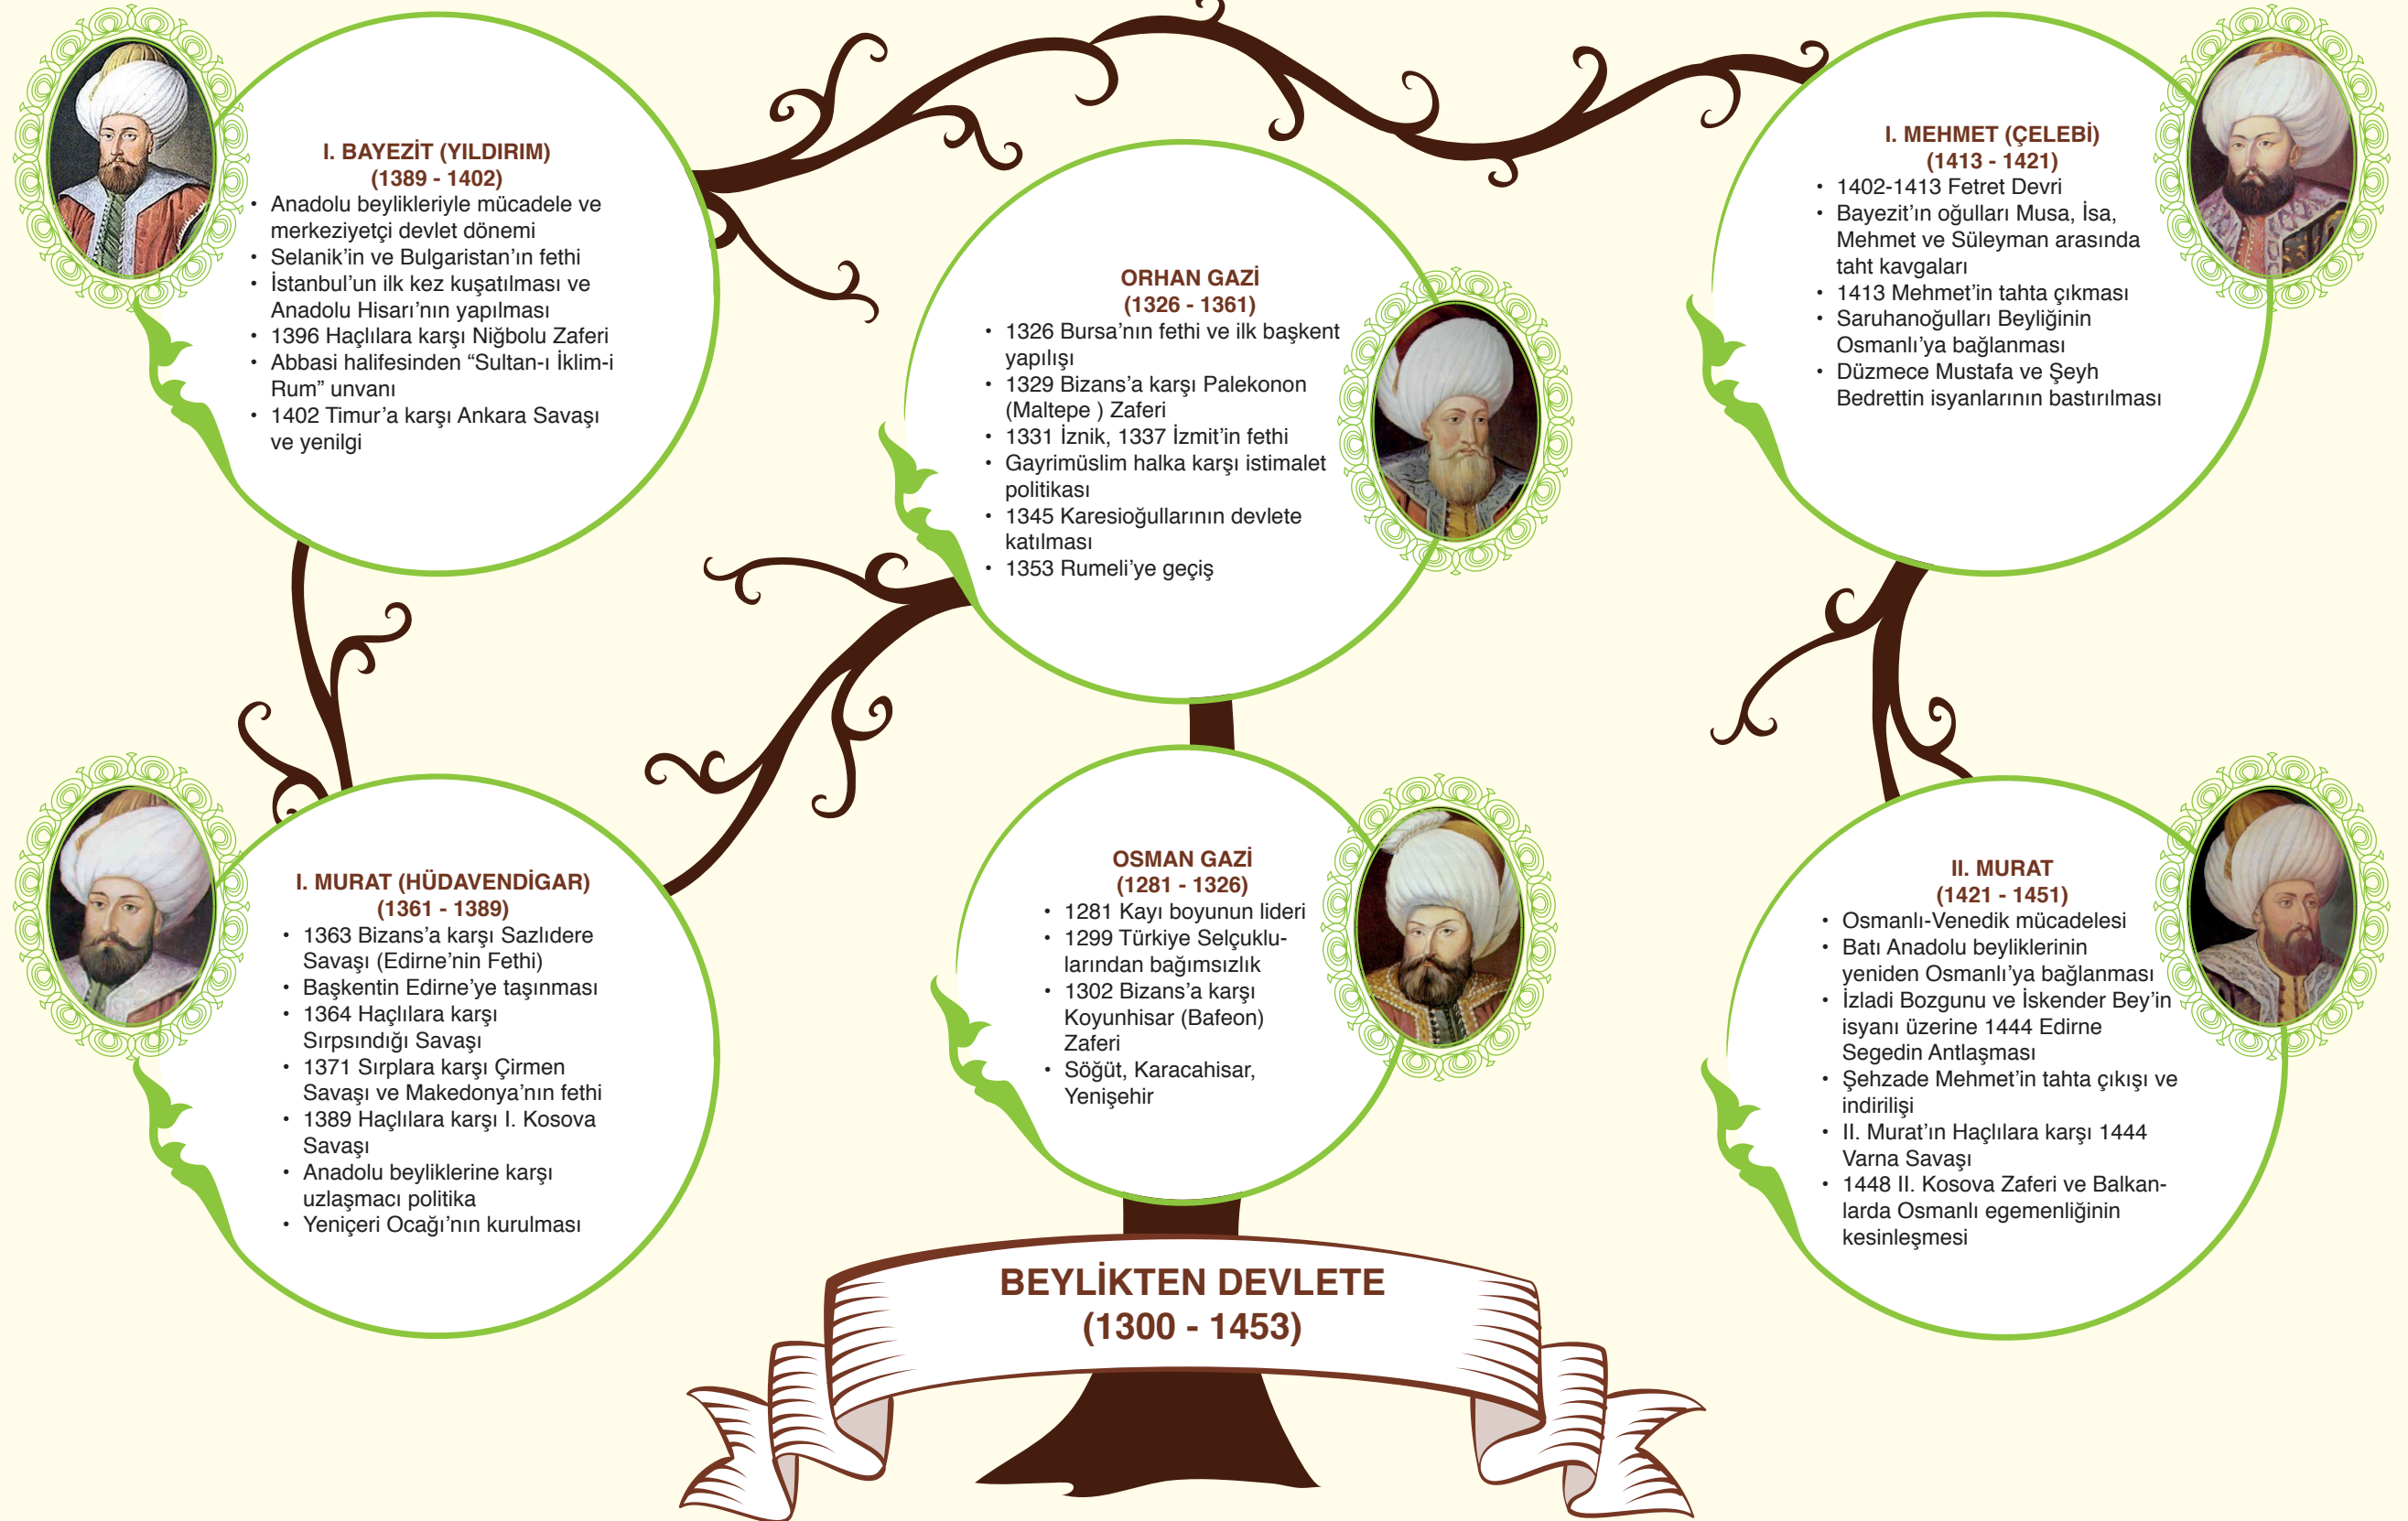 I. BAYEZİT (YILDIRIM)
(1389 - 1402)
• Anadolu beylikleriyle mücadele ve
merkeziyetçi devlet dönemi
• Selanik’in ve Bulgaristan’ın fethi
• İstanbul’un ilk kez kuşatılması ve
Anadolu Hisarı’nın yapılması
• 1396 Haçlılara karşı Niğbolu Zaferi
• Abbasi halifesinden “Sultan-ı İklim-i
Rum” unvanı
• 1402 Timur’a karşı Ankara Savaşı
ve yenilgi
ORHAN GAZİ
(1326 - 1361)
• 1326 Bursa’nın fethi ve ilk başkent
yapılışı
• 1329 Bizans’a karşı Palekonon
(Maltepe ) Zaferi
• 1331 İznik, 1337 İzmit’in fethi
• Gayrimüslim halka karşı istimalet
politikası
• 1345 Karesioğullarının devlete
katılması
• 1353 Rumeli’ye geçiş
I. MEHMET (ÇELEBİ)
(1413 - 1421)
• 1402-1413 Fetret Devri
• Bayezit’ın oğulları Musa, İsa,
Mehmet ve Süleyman arasında
taht kavgaları
• 1413 Mehmet’in tahta çıkması
• Saruhanoğulları Beyliğinin
Osmanlı’ya bağlanması
• Düzmece Mustafa ve Şeyh
Bedrettin isyanlarının bastırılması
I. MURAT (HÜDAVENDİGAR)
(1361 - 1389)
• 1363 Bizans’a karşı Sazlıdere
Savaşı (Edirne’nin Fethi)
• Başkentin Edirne’ye taşınması
• 1364 Haçlılara karşı
Sırpsındığı Savaşı
• 1371 Sırplara karşı Çirmen
Savaşı ve Makedonya’nın fethi
• 1389 Haçlılara karşı I. Kosova
Savaşı
• Anadolu beyliklerine karşı
uzlaşmacı politika
• Yeniçeri Ocağı’nın kurulması
OSMAN GAZİ
(1281 - 1326)
• 1281 Kayı boyunun lideri
• 1299 Türkiye Selçuklu-
larından bağımsızlık
• 1302 Bizans’a karşı
Koyunhisar (Bafeon)
Zaferi
• Söğüt, Karacahisar,
Yenişehir
II. MURAT
(1421 - 1451)
• Osmanlı-Venedik mücadelesi
• Batı Anadolu beyliklerinin
yeniden Osmanlı’ya bağlanması
• İzladi Bozgunu ve İskender Bey’in
isyanı üzerine 1444 Edirne
Segedin Antlaşması
• Şehzade Mehmet’in tahta çıkışı ve
indirilişi
• II. Murat’ın Haçlılara karşı 1444
Varna Savaşı
• 1448 II. Kosova Zaferi ve Balkan-
larda Osmanlı egemenliğinin
kesinleşmesi
BEYLİKTEN DEVLETE
(1300 - 1453)